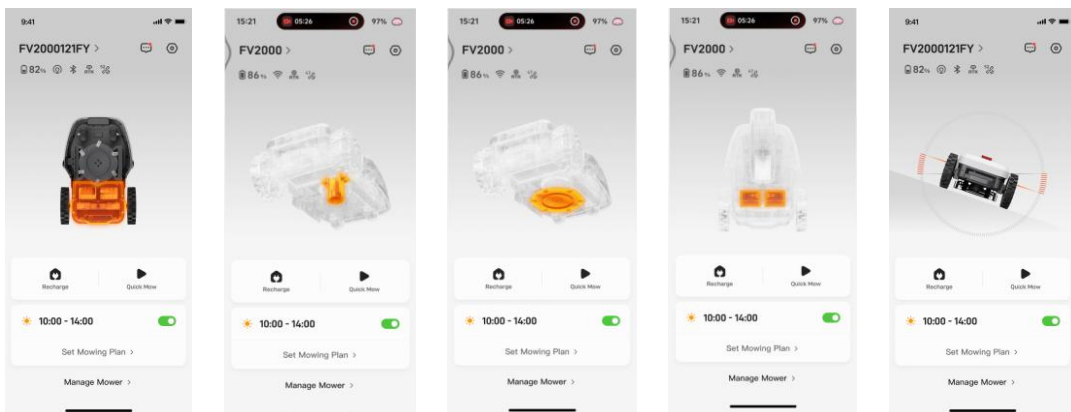 9:41
FV2000121FY >
82%
Recharge
Quick Mow
10:00 - 14:00
Set Mowing Plan >
Manage Mower >
15:21
05:26
97%
FV2000 >
86%
RTK
Recharge
Quick Mow
10:00 - 14:00
Set Mowing Plan >
Manage Mower >
15:21
05:26
97%
FV2000 >
86%
RTK
Recharge
Quick Mow
10:00 - 14:00
Set Mowing Plan >
Manage Mower >
15:21
05:26
97%
FV2000 >
86%
RTK
Recharge
Quick Mow
10:00 - 14:00
Set Mowing Plan >
Manage Mower >
9:41
FV2000121FY >
82%
Recharge
Quick Mow
10:00 - 14:00
Set Mowing Plan >
Manage Mower >